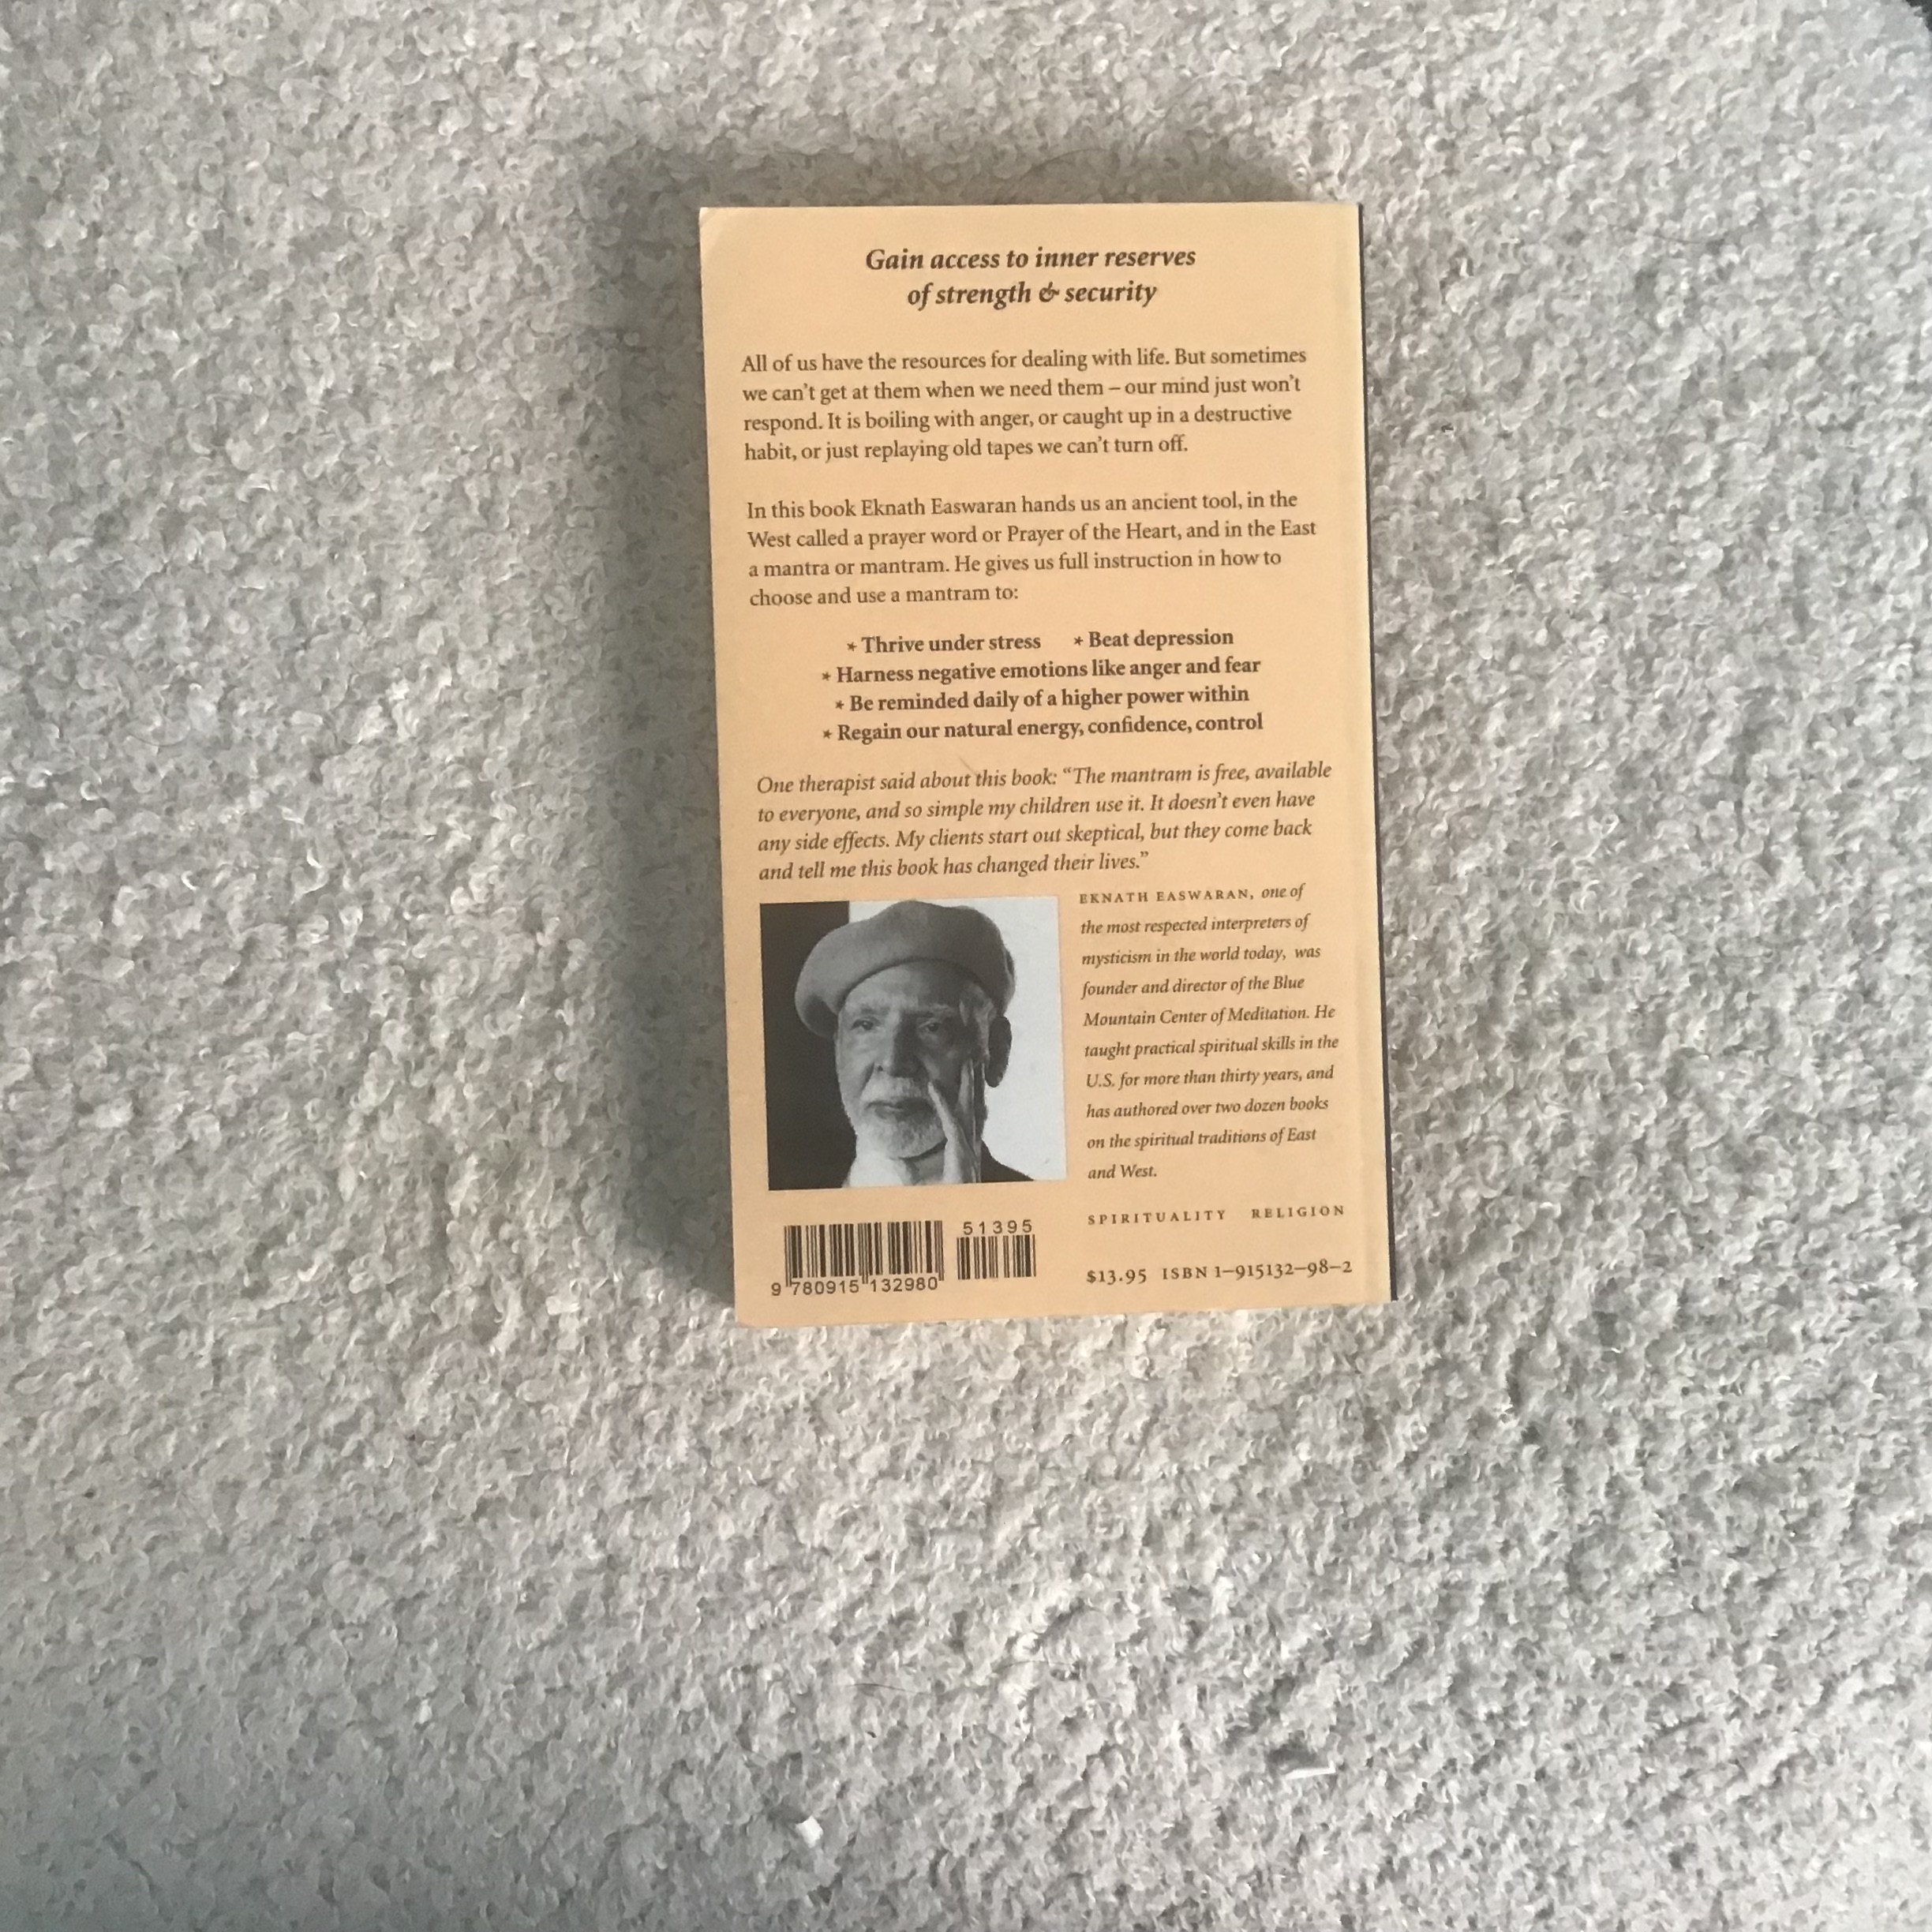 Gain access to inner reserves
of strength & security
All of us have the resources for dealing with life. But sometimes
we can't get at them when we need them – our mind just won't
respond. It is boiling with anger, or caught up in a destructive
habit, or just replaying old tapes we can't turn off.
In this book Eknath Easwaran hands us an ancient tool, in the
West called a prayer word or Prayer of the Heart, and in the East
a mantra or mantram. He gives us full instruction in how to
choose and use a mantram to:
* Thrive under stress * Beat depression
* Harness negative emotions like anger and fear
* Be reminded daily of a higher power within
* Regain our natural energy, confidence, control
One therapist said about this book: “The mantram is free, available
to everyone, and so simple my children use it. It doesn't even have
any side effects. My clients start out skeptical, but they come back
and tell me this book has changed their lives.”
EKNATH EASWARAN, one of
the most respected interpreters of
mysticism in the world today, was
founder and director of the Blue
Mountain Center of Meditation. He
taught practical spiritual skills in the
U.S. for more than thirty years, and
has authored over two dozen books
on the spiritual traditions of East
and West.
SPIRITUALITY RELIGION
$13.95 ISBN 1–915132–98–2
51395
9 780915 132980